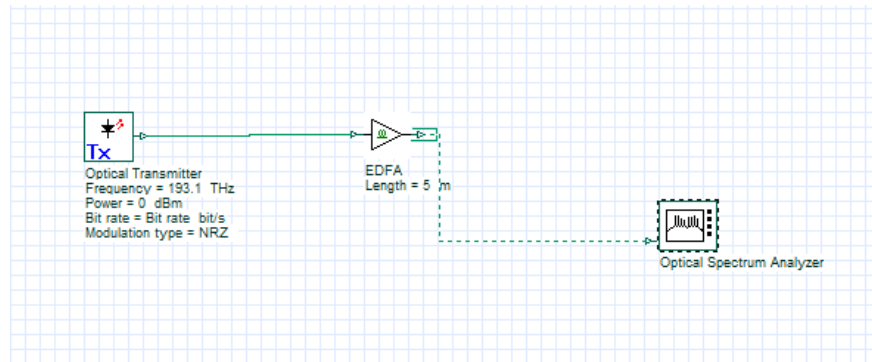 Tx
Optical Transmitter
Frequency = 193.1 THz
Power = 0 dBm
Bit rate = Bit rate bit/s
Modulation type = NRZ
EDFA
Length = 5 m
Optical Spectrum Analyzer